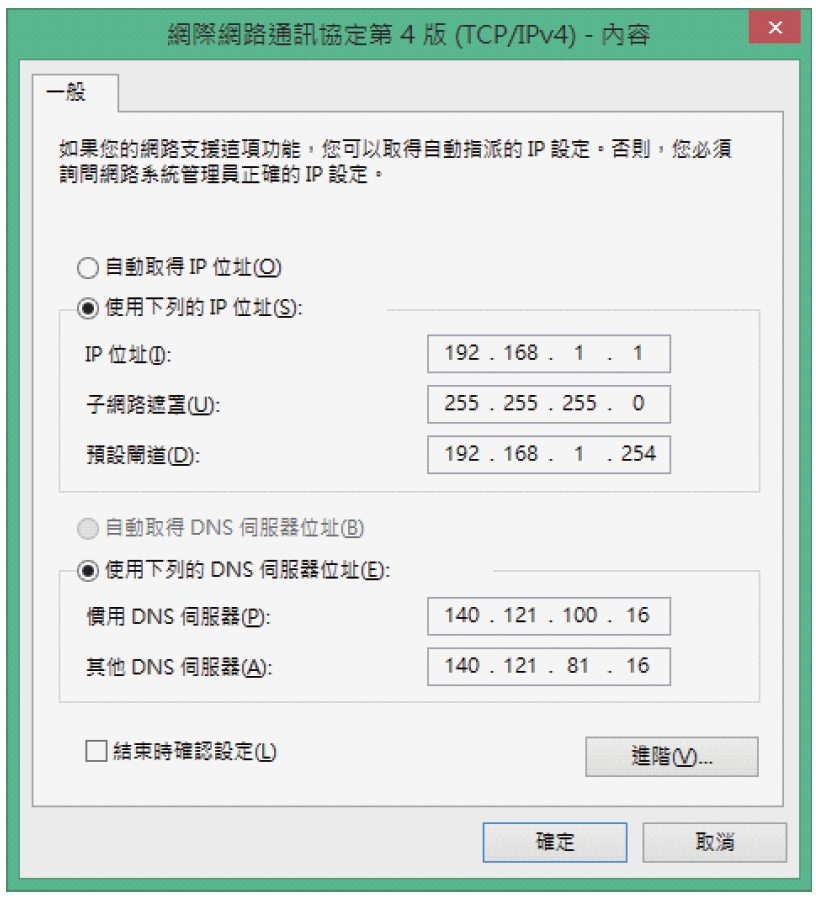 網際網路通訊協定第 4 版 (TCP/IPv4) - 內容
一般
如果您的網路支援這項功能，您可以取得自動指派的 IP 設定。否則，您必須
詢問網路系統管理員正確的 IP 設定。
自動取得 IP 位址(O)
使用下列的 IP 位址(S):
IP 位址(I): 192 . 168 . 1 . 1
子網路遮罩(U): 255 . 255 . 255 . 0
預設閘道(D): 192 . 168 . 1 . 254
自動取得 DNS 伺服器位址(B)
使用下列的 DNS 伺服器位址(E):
慣用 DNS 伺服器(P): 140 . 121 . 100 . 16
其他 DNS 伺服器(A): 140 . 121 . 81 . 16
結束時確認設定(L)
進階(V)...
確定 取消